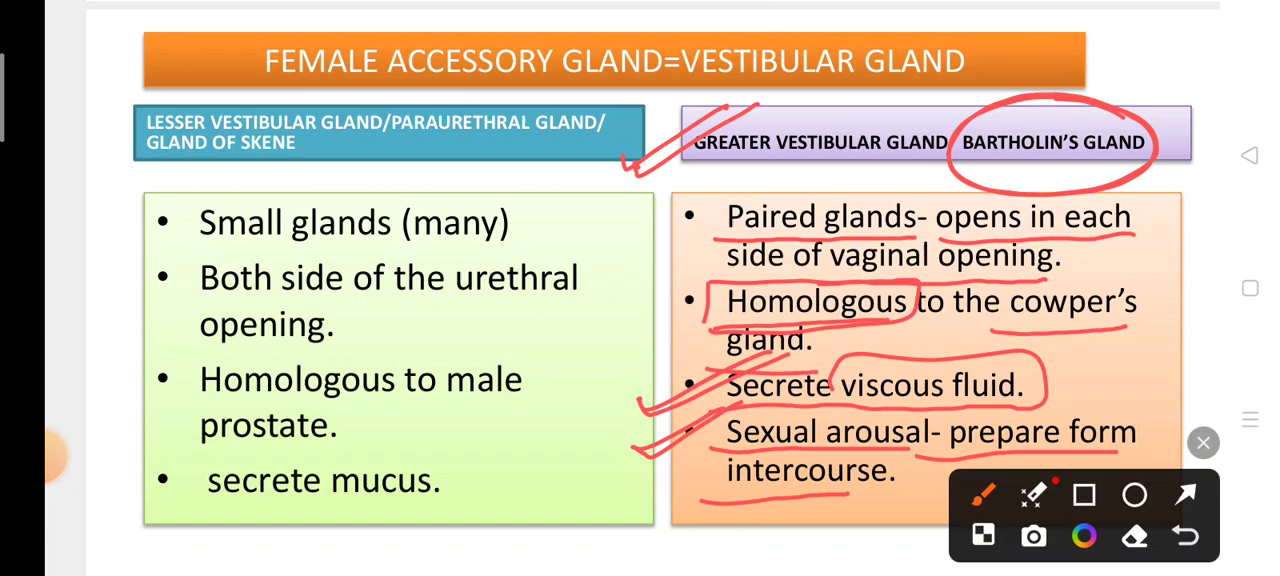 FEMALE ACCESSORY GLAND=VESTIBULAR GLAND
LESSER VESTIBULAR GLAND/PARAURETHRAL GLAND/
GLAND OF SKENE
GREATER VESTIBULAR GLAND BARTHOLIN'S GLAND
• Small glands (many)
• Both side of the urethral
opening.
• Homologous to male
prostate.
• secrete mucus.
• Paired glands- opens in each
side of vaginal opening.
• Homologous to the cowper's
gland.
• Secrete viscous fluid.
• Sexual arousal- prepare form
intercourse.